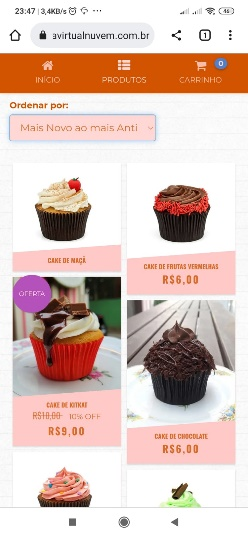 23:47 | 3,4KB/s
46
avirtualnuvem.com.br
1
0
INÍCIO
PRODUTOS
CARRINHO
Ordenar por:
Mais Novo ao mais Anti
CAKE DE MAÇÃ
CAKE DE FRUTAS VERMELHAS
R$6,00
OFERTA
CAKE DE KITKAT
R$10,00 10% OFF
R$9,00
CAKE DE CHOCOLATE
R$6,00